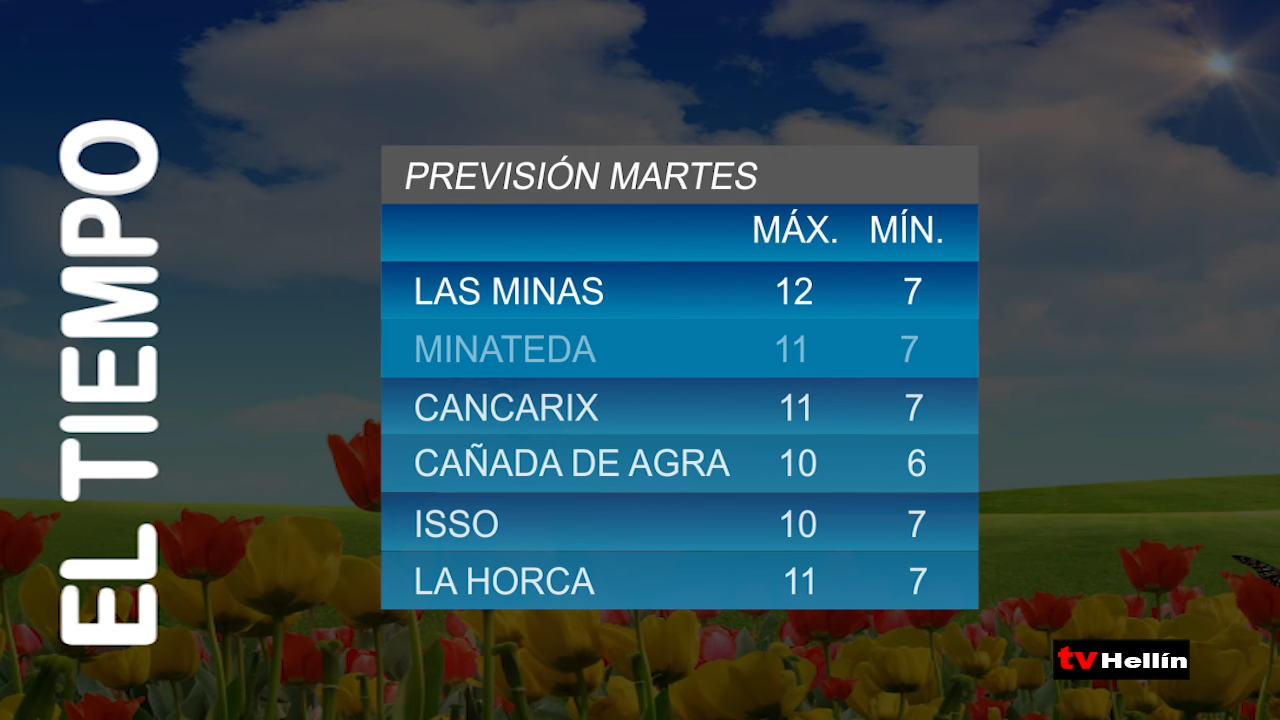 EL TIEMPO
PREVISIÓN MARTES
MÁX. MÍN.
LAS MINAS 12 7
MINATEDA 11 7
CANCARIX 11 7
CAÑADA DE AGRA 10 6
ISSO 10 7
LA HORCA 11 7
tv Hellín